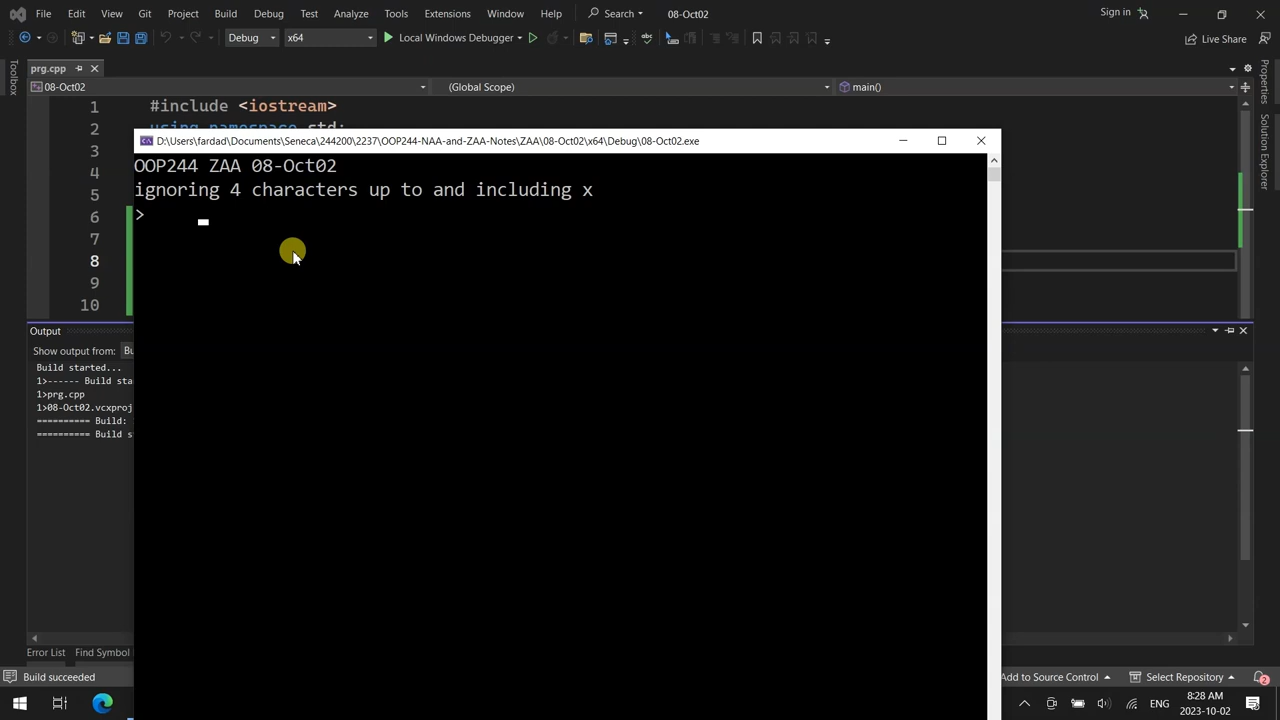 File Edit View Git Project Build Debug Test Analyze Tools Extensions Window Help Search 08-Oct02 Sign in
Debug x64 Local Windows Debugger Live Share
prg.cpp
08-Oct02 (Global Scope) main()
1 #include <iostream>
2 using namespace std;
3
4
5
6
7
8
9
10
D:\Users\fardad\Documents\Seneca\244200\2237\OOP244-NAA-and-ZAA-Notes\ZAA\08-Oct02\x64\Debug\08-Oct02.exe
OOP244 ZAA 08-Oct02
ignoring 4 characters up to and including x
>
Toolbox
Properties
Solution Explorer
Output
Show output from: Bu
Build started...
1>------ Build sta
1>prg.cpp
1>08-Oct02.vcxproj
========== Build:
========== Build s
Error List Find Symbol
Build succeeded Add to Source Control Select Repository 2
ENG 8:28 AM
2023-10-02